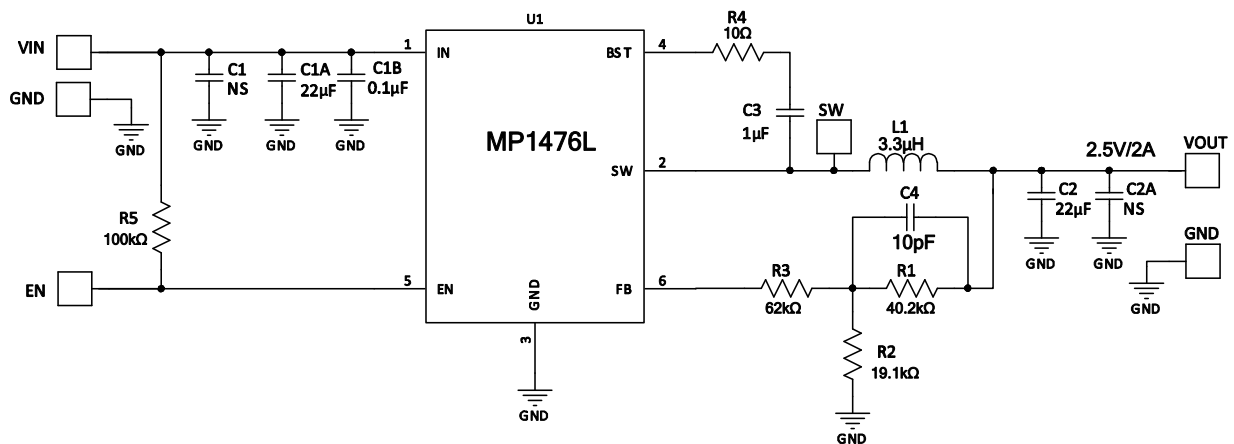 U1
VIN
1
IN
BST
4
R4
10Ω
GND
GND
C1
NS
GND
C1A
22µF
GND
C1B
0.1µF
GND
MP1476L
C3
1µF
SW
L1
3.3µH
2.5V/2A
VOUT
SW
2
C4
10pF
C2
22µF
GND
C2A
NS
GND
GND
GND
R5
100kΩ
EN
5
EN
GND
3
GND
FB
6
R3
62kΩ
R1
40.2kΩ
R2
19.1kΩ
GND